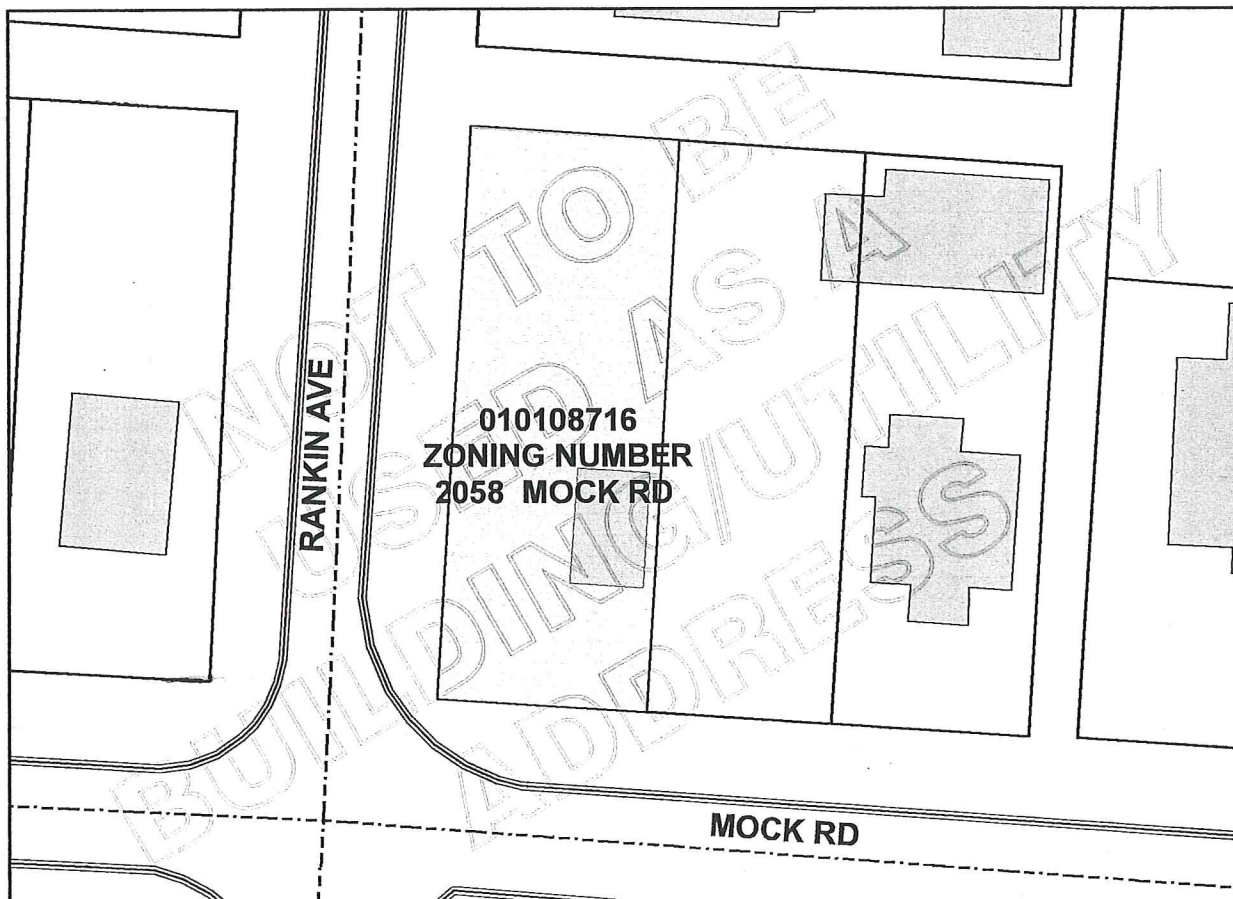 NOT TO BE
USED AS A
BUILDING/UTILITY
ADDRESS
RANKIN AVE
010108716
ZONING NUMBER
2058 MOCK RD
MOCK RD